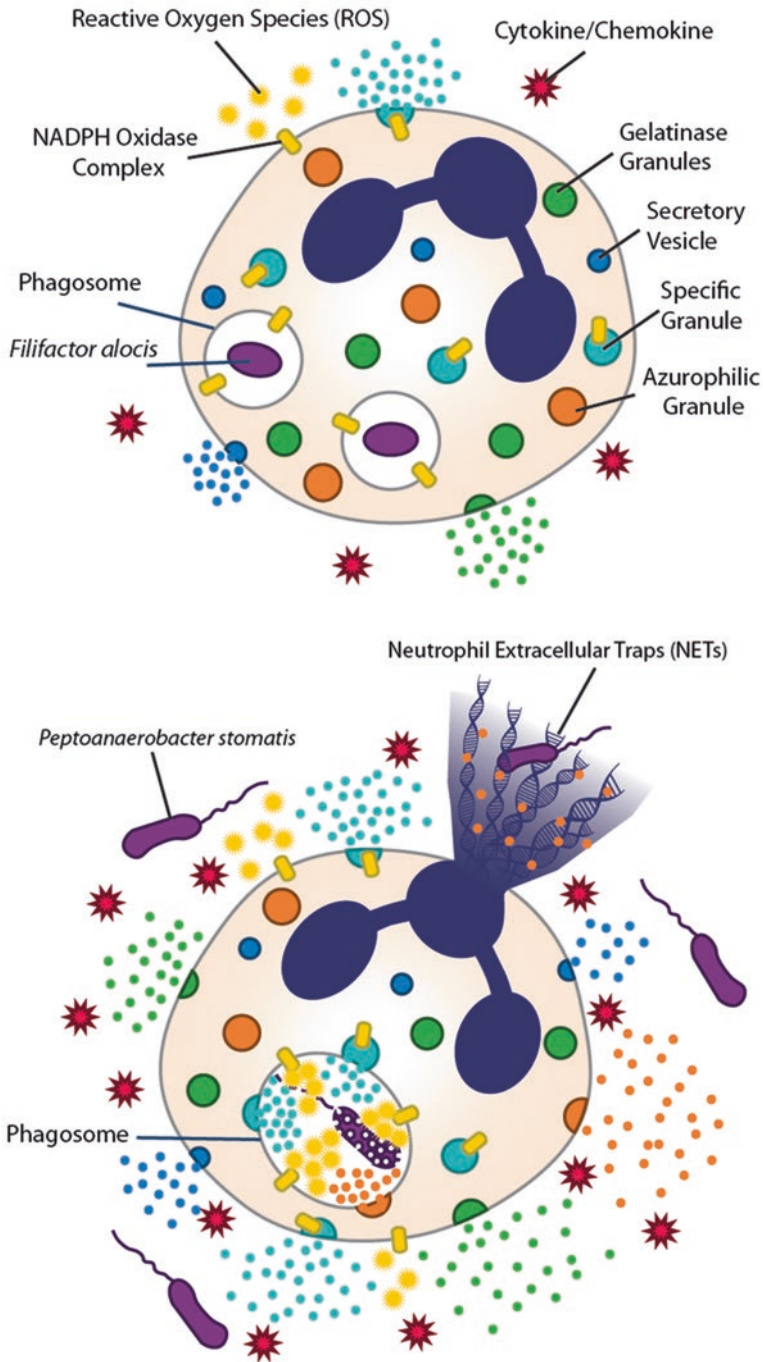 Reactive Oxygen Species (ROS)
Cytokine/Chemokine
NADPH Oxidase
Complex
Gelatinase
Granules
Secretory
Vesicle
Phagosome
Specific
Granule
Filifactor alocis
Azurophilic
Granule
Neutrophil Extracellular Traps (NETs)
Peptoanaerobacter stomatis
Phagosome